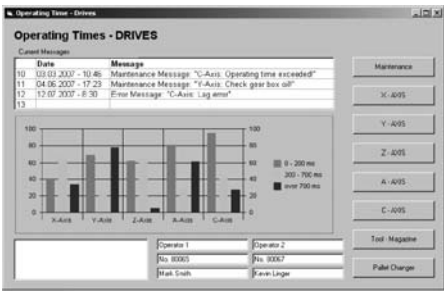 Operating Time - Drives
Operating Times - DRIVES
Current Messages
Date Message
10 03.03.2007 - 10:46 Maintenance Message: "C-Axis: Operating time exceeded!"
11 04.06.2007 - 17:23 Maintenance Message: "Y-Axis: Check gear box oil!"
12 12.07.2007 - 8:30 Error Message: "C-Axis: Lag error"
13
Maintenance
X-AXIS
Y-AXIS
Z-AXIS
A-AXIS
C-AXIS
Tool Magazine
Pallet Changer
100 100
80 80
60 60
40 40
20 20
0 0
X-Axis Y-Axis Z-Axis A-Axis C-Axis
0 - 200 ms
200 - 700 ms
over 700 ms
Operator 1 Operator 2
No. 80065 No. 80067
Mark Smith Kevin Linger